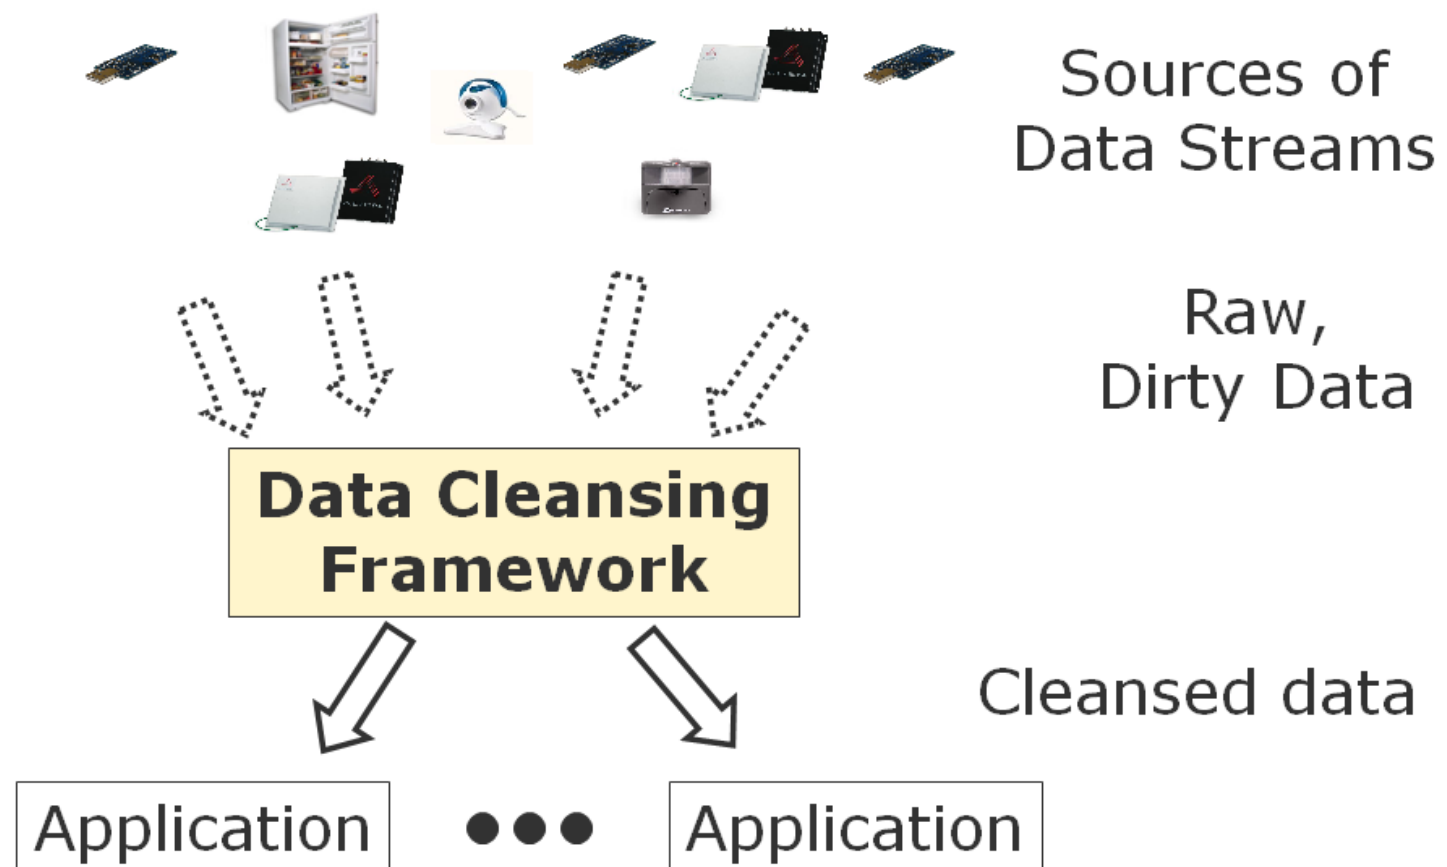 Sources of
Data Streams
Raw,
Dirty Data
Data Cleansing
Framework
Cleansed data
Application
Application